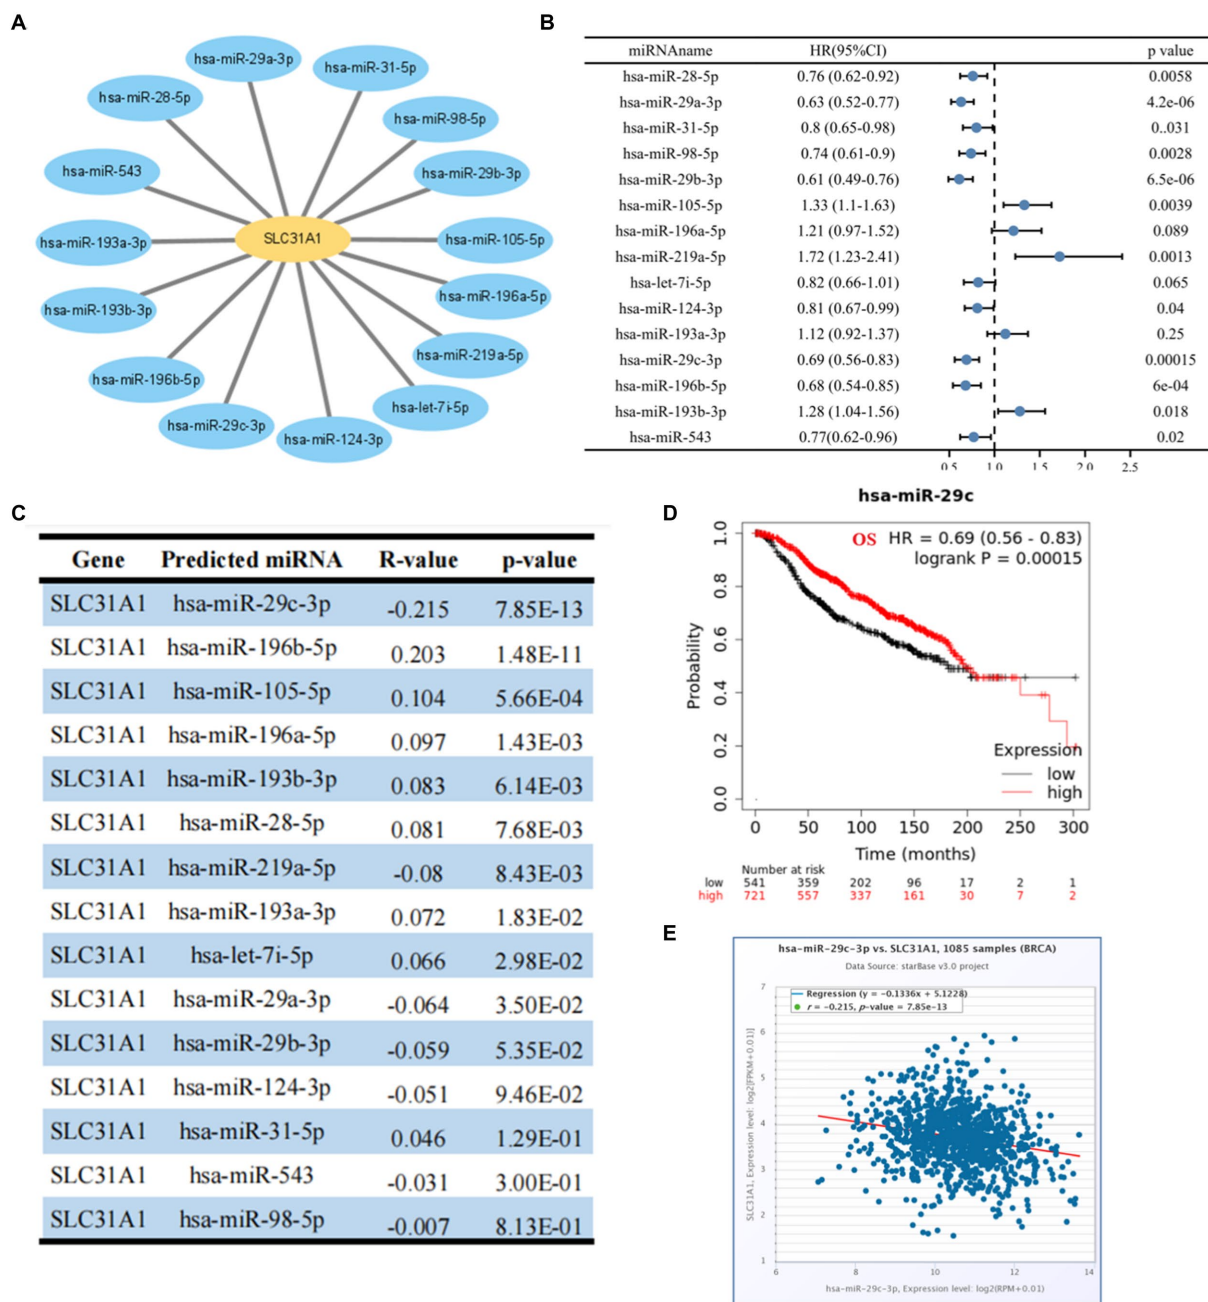 A
hsa-miR-29a-3p
hsa-miR-31-5p
hsa-miR-28-5p
hsa-miR-98-5p
hsa-miR-543
hsa-miR-29b-3p
hsa-miR-193a-3p
SLC31A1
hsa-miR-105-5p
hsa-miR-193b-3p
hsa-miR-196a-5p
hsa-miR-196b-5p
hsa-miR-219a-5p
hsa-miR-29c-3p
hsa-let-7i-5p
hsa-miR-124-3p
B
miRNAname HR(95%CI) p value
hsa-miR-28-5p 0.76 (0.62-0.92) 0.0058
hsa-miR-29a-3p 0.63 (0.52-0.77) 4.2e-06
hsa-miR-31-5p 0.8 (0.65-0.98) 0..031
hsa-miR-98-5p 0.74 (0.61-0.9) 0.0028
hsa-miR-29b-3p 0.61 (0.49-0.76) 6.5e-06
hsa-miR-105-5p 1.33 (1.1-1.63) 0.0039
hsa-miR-196a-5p 1.21 (0.97-1.52) 0.089
hsa-miR-219a-5p 1.72 (1.23-2.41) 0.0013
hsa-let-7i-5p 0.82 (0.66-1.01) 0.065
hsa-miR-124-3p 0.81 (0.67-0.99) 0.04
hsa-miR-193a-3p 1.12 (0.92-1.37) 0.25
hsa-miR-29c-3p 0.69 (0.56-0.83) 0.00015
hsa-miR-196b-5p 0.68 (0.54-0.85) 6e-04
hsa-miR-193b-3p 1.28 (1.04-1.56) 0.018
hsa-miR-543 0.77(0.62-0.96) 0.02
0.5 1.0 1.5 2.0 2.5
C
Gene Predicted miRNA R-value p-value
SLC31A1 hsa-miR-29c-3p -0.215 7.85E-13
SLC31A1 hsa-miR-196b-5p 0.203 1.48E-11
SLC31A1 hsa-miR-105-5p 0.104 5.66E-04
SLC31A1 hsa-miR-196a-5p 0.097 1.43E-03
SLC31A1 hsa-miR-193b-3p 0.083 6.14E-03
SLC31A1 hsa-miR-28-5p 0.081 7.68E-03
SLC31A1 hsa-miR-219a-5p -0.08 8.43E-03
SLC31A1 hsa-miR-193a-3p 0.072 1.83E-02
SLC31A1 hsa-let-7i-5p 0.066 2.98E-02
SLC31A1 hsa-miR-29a-3p -0.064 3.50E-02
SLC31A1 hsa-miR-29b-3p -0.059 5.35E-02
SLC31A1 hsa-miR-124-3p -0.051 9.46E-02
SLC31A1 hsa-miR-31-5p 0.046 1.29E-01
SLC31A1 hsa-miR-543 -0.031 3.00E-01
SLC31A1 hsa-miR-98-5p -0.007 8.13E-01
D
hsa-miR-29c
OS HR = 0.69 (0.56 - 0.83)
logrank P = 0.00015
Probability
1.0
0.8
0.6
0.4
0.2
0.0
Expression
low
high
0 50 100 150 200 250 300
Time (months)
Number at risk
low 541 359 202 96 17 2 1
high 721 557 337 161 30 7 2
E
hsa-miR-29c-3p vs. SLC31A1, 1085 samples (BRCA)
Data Source: starBase v3.0 project
Regression (y = -0.1336x + 5.1228)
r = -0.215, p-value = 7.85e-13
SLC31A1, Expression level: log2(FPKM+0.01)]
7
6
5
4
3
2
1
6 8 10 12 14
hsa-miR-29c-3p, Expression level: log2(RPM+0.01)